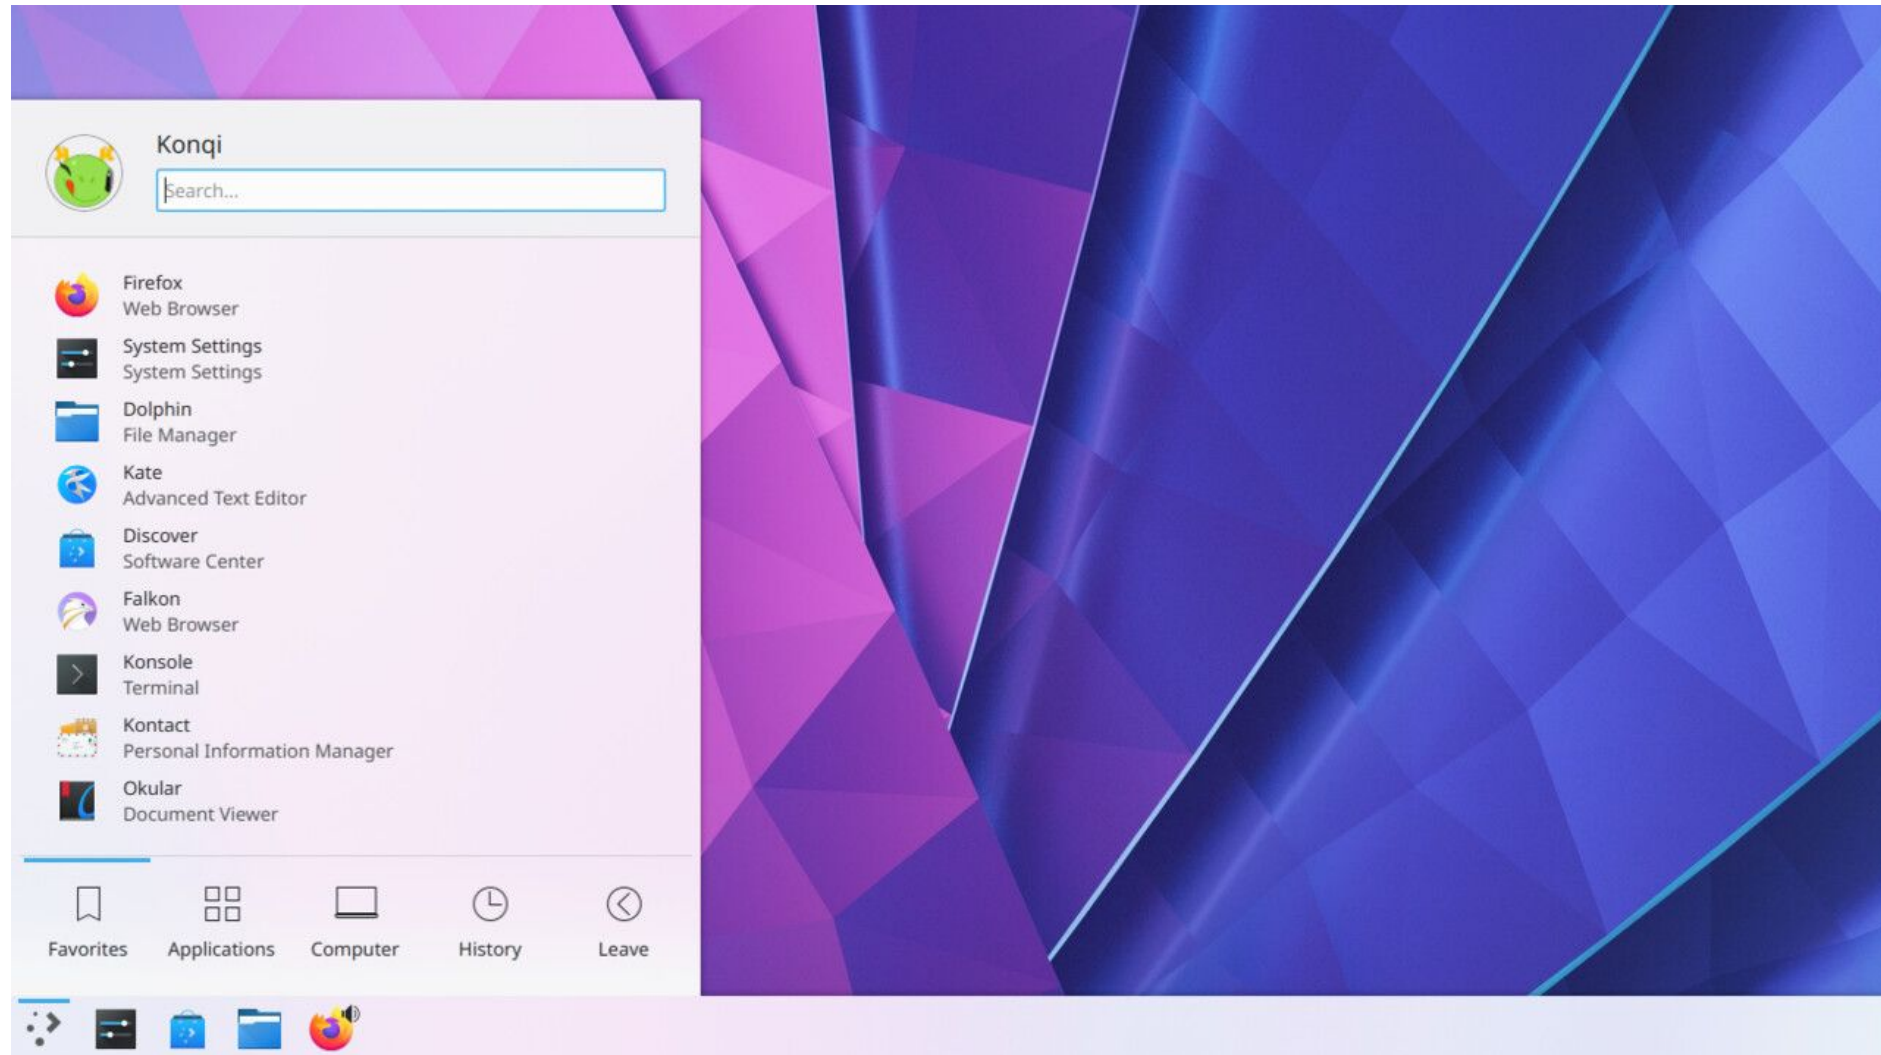 Konqi
Search...
Firefox
Web Browser
System Settings
System Settings
Dolphin
File Manager
Kate
Advanced Text Editor
Discover
Software Center
Falkon
Web Browser
Konsole
Terminal
Kontact
Personal Information Manager
Okular
Document Viewer
Favorites
Applications
Computer
History
Leave